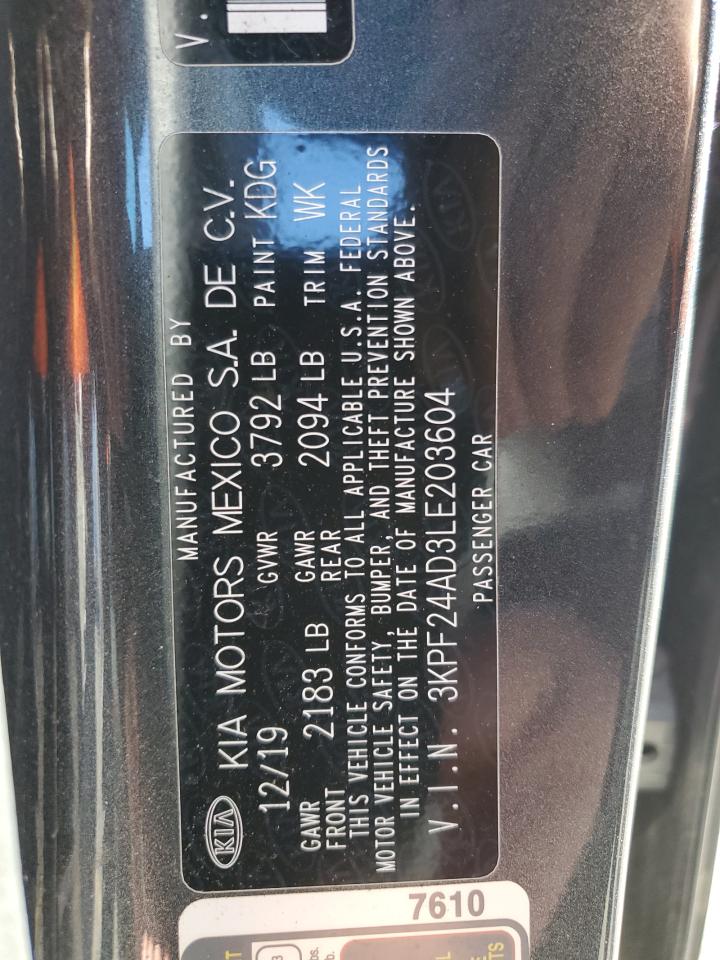 V.
MANUFACTURED BY
KIA KIA MOTORS MEXICO S.A. DE C.V.
12/19 GVWR 3792 LB PAINT KDG
GAWR FRONT 2183 LB GAWR REAR 2094 LB TRIM WK
THIS VEHICLE CONFORMS TO ALL APPLICABLE U.S.A. FEDERAL
MOTOR VEHICLE SAFETY, BUMPER, AND THEFT PREVENTION STANDARDS
IN EFFECT ON THE DATE OF MANUFACTURE SHOWN ABOVE.
V.I.N. 3KPF24AD3LE203604
PASSENGER CAR
7610